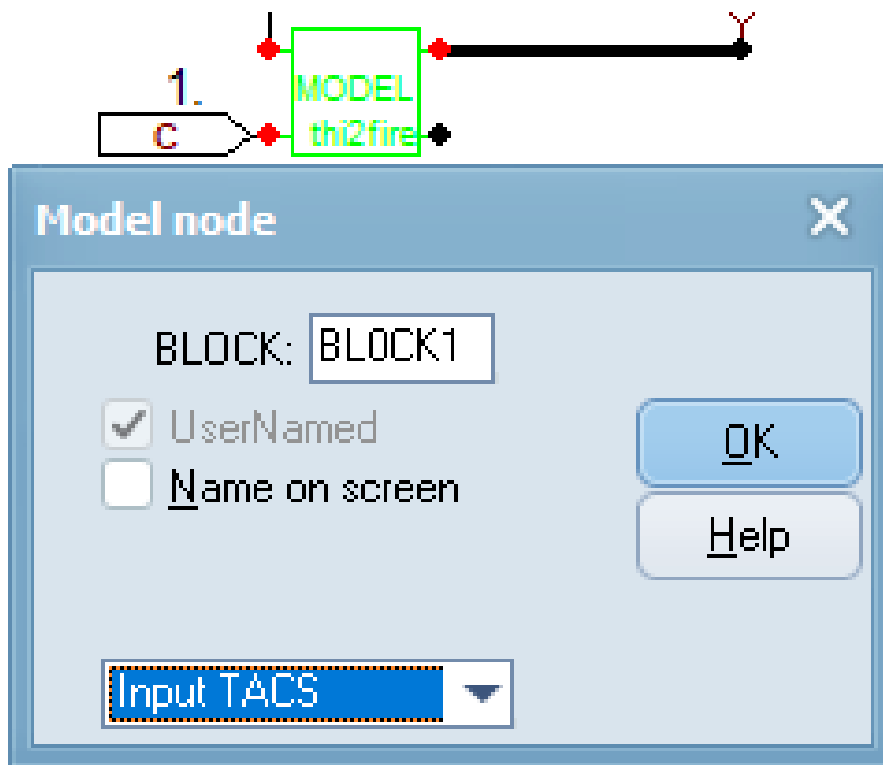 Y
1.
MODEL
C
thi2fire
Model node
BLOCK: BLOCK1
UserNamed
OK
Name on screen
Help
Input TACS